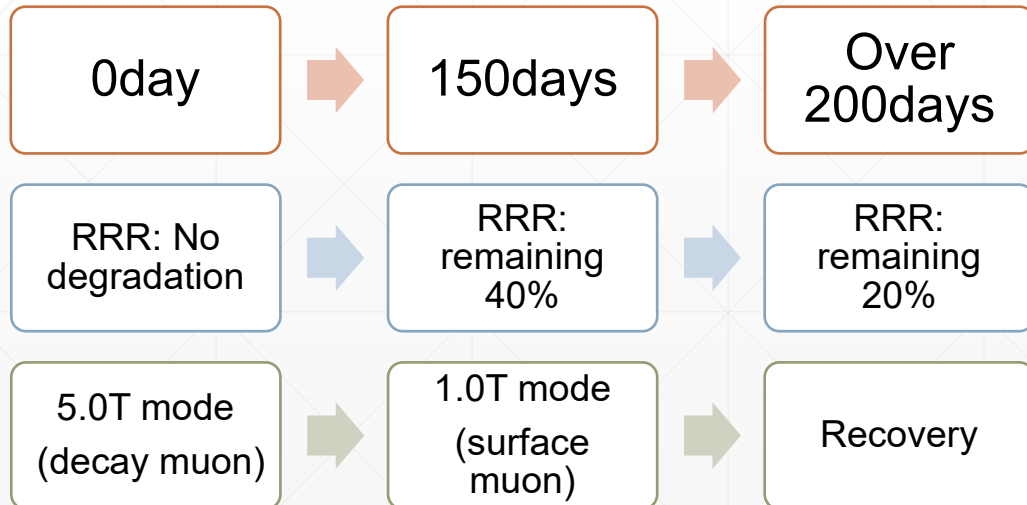 0day
150days
Over
200days
RRR: No
degradation
RRR:
remaining
40%
RRR:
remaining
20%
5.0T mode
(decay muon)
1.0T mode
(surface
muon)
Recovery